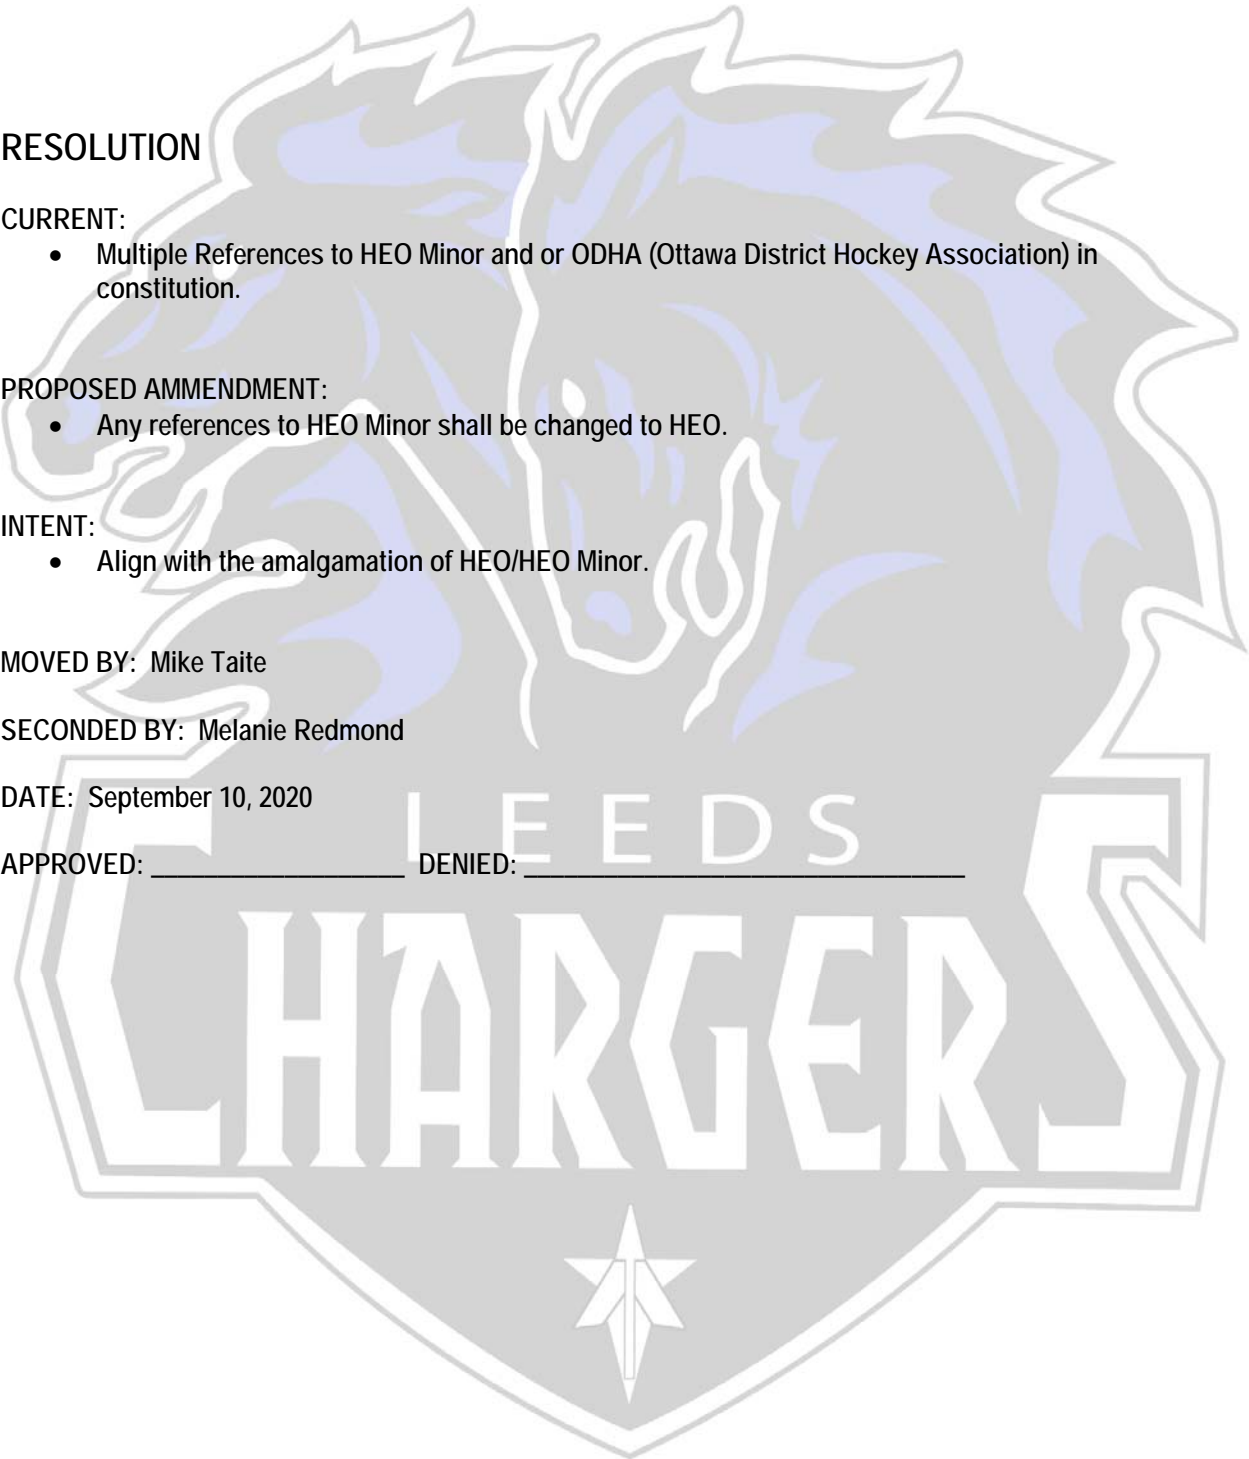 RESOLUTION
CURRENT:
• Multiple References to HEO Minor and or ODHA (Ottawa District Hockey Association) in
constitution.
PROPOSED AMMENDMENT:
• Any references to HEO Minor shall be changed to HEO.
INTENT:
• Align with the amalgamation of HEO/HEO Minor.
MOVED BY: Mike Taite
SECONDED BY: Melanie Redmond
DATE: September 10, 2020
LEEDS
APPROVED: ___________________ DENIED: _________________________________
CHARGERS